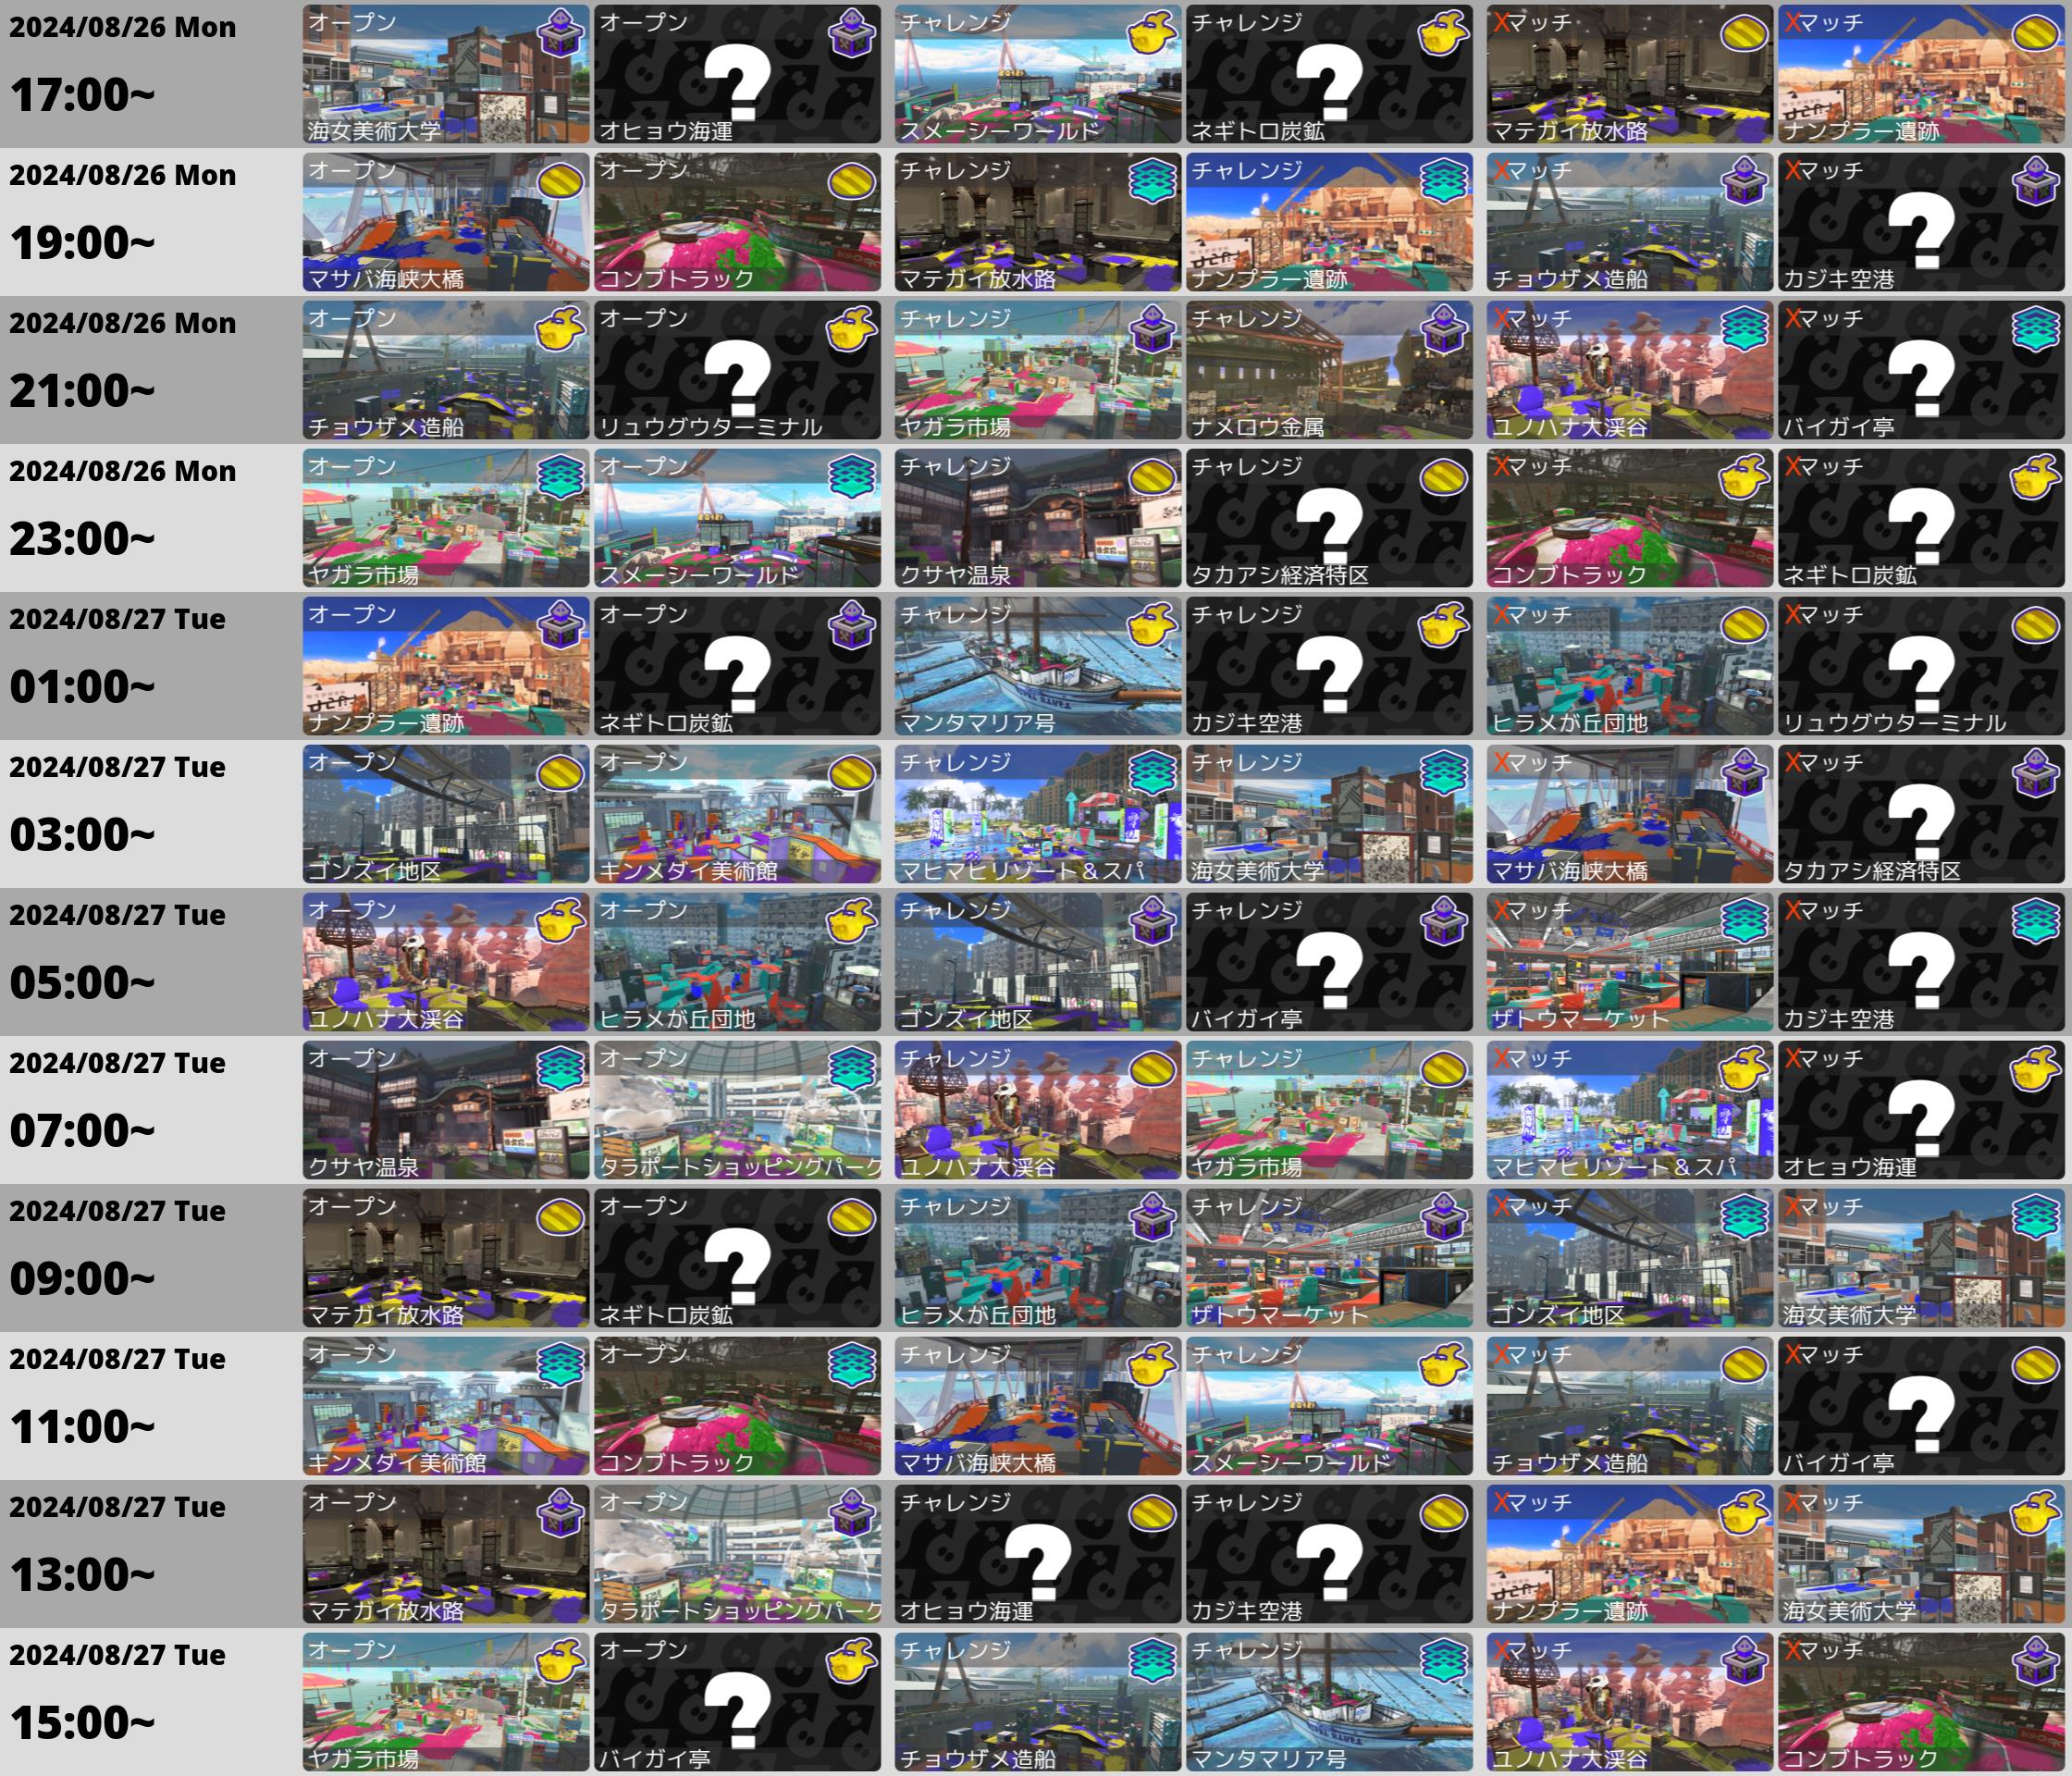 2024/08/26 Mon
17:00~
オープン オープン チャレンジ チャレンジ Xマッチ Xマッチ
海女美術大学 オヒョウ海運 スメーシーワールド ネギトロ炭鉱 マテガイ放水路 ナンプラー遺跡
2024/08/26 Mon
19:00~
オープン オープン チャレンジ チャレンジ Xマッチ Xマッチ
マサバ海峡大橋 コンブトラック マテガイ放水路 ナンプラー遺跡 チョウザメ造船 カジキ空港
2024/08/26 Mon
21:00~
オープン オープン チャレンジ チャレンジ Xマッチ Xマッチ
チョウザメ造船 リュウグウターミナル ヤガラ市場 ナメロウ金属 ユノハナ大渓谷 バイガイ亭
2024/08/26 Mon
23:00~
オープン オープン チャレンジ チャレンジ Xマッチ Xマッチ
ヤガラ市場 スメーシーワールド クサヤ温泉 タカアシ経済特区 コンブトラック ネギトロ炭鉱
2024/08/27 Tue
01:00~
オープン オープン チャレンジ チャレンジ Xマッチ Xマッチ
ナンプラー遺跡 ネギトロ炭鉱 マンタマリア号 カジキ空港 ヒラメが丘団地 リュウグウターミナル
2024/08/27 Tue
03:00~
オープン オープン チャレンジ チャレンジ Xマッチ Xマッチ
ゴンズイ地区 キンメダイ美術館 マヒマヒリゾート＆スパ 海女美術大学 マサバ海峡大橋 タカアシ経済特区
2024/08/27 Tue
05:00~
オープン オープン チャレンジ チャレンジ Xマッチ Xマッチ
ユノハナ大渓谷 ヒラメが丘団地 ゴンズイ地区 バイガイ亭 ザトウマーケット カジキ空港
2024/08/27 Tue
07:00~
オープン オープン チャレンジ チャレンジ Xマッチ Xマッチ
クサヤ温泉 タラポートショッピングパーク ユノハナ大渓谷 ヤガラ市場 マヒマヒリゾート＆スパ オヒョウ海運
2024/08/27 Tue
09:00~
オープン オープン チャレンジ チャレンジ Xマッチ Xマッチ
マテガイ放水路 ネギトロ炭鉱 ヒラメが丘団地 ザトウマーケット ゴンズイ地区 海女美術大学
2024/08/27 Tue
11:00~
オープン オープン チャレンジ チャレンジ Xマッチ Xマッチ
キンメダイ美術館 コンブトラック マサバ海峡大橋 スメーシーワールド チョウザメ造船 バイガイ亭
2024/08/27 Tue
13:00~
オープン オープン チャレンジ チャレンジ Xマッチ Xマッチ
マテガイ放水路 タラポートショッピングパーク オヒョウ海運 カジキ空港 ナンプラー遺跡 海女美術大学
2024/08/27 Tue
15:00~
オープン オープン チャレンジ チャレンジ Xマッチ Xマッチ
ヤガラ市場 バイガイ亭 チョウザメ造船 マンタマリア号 ユノハナ大渓谷 コンブトラック